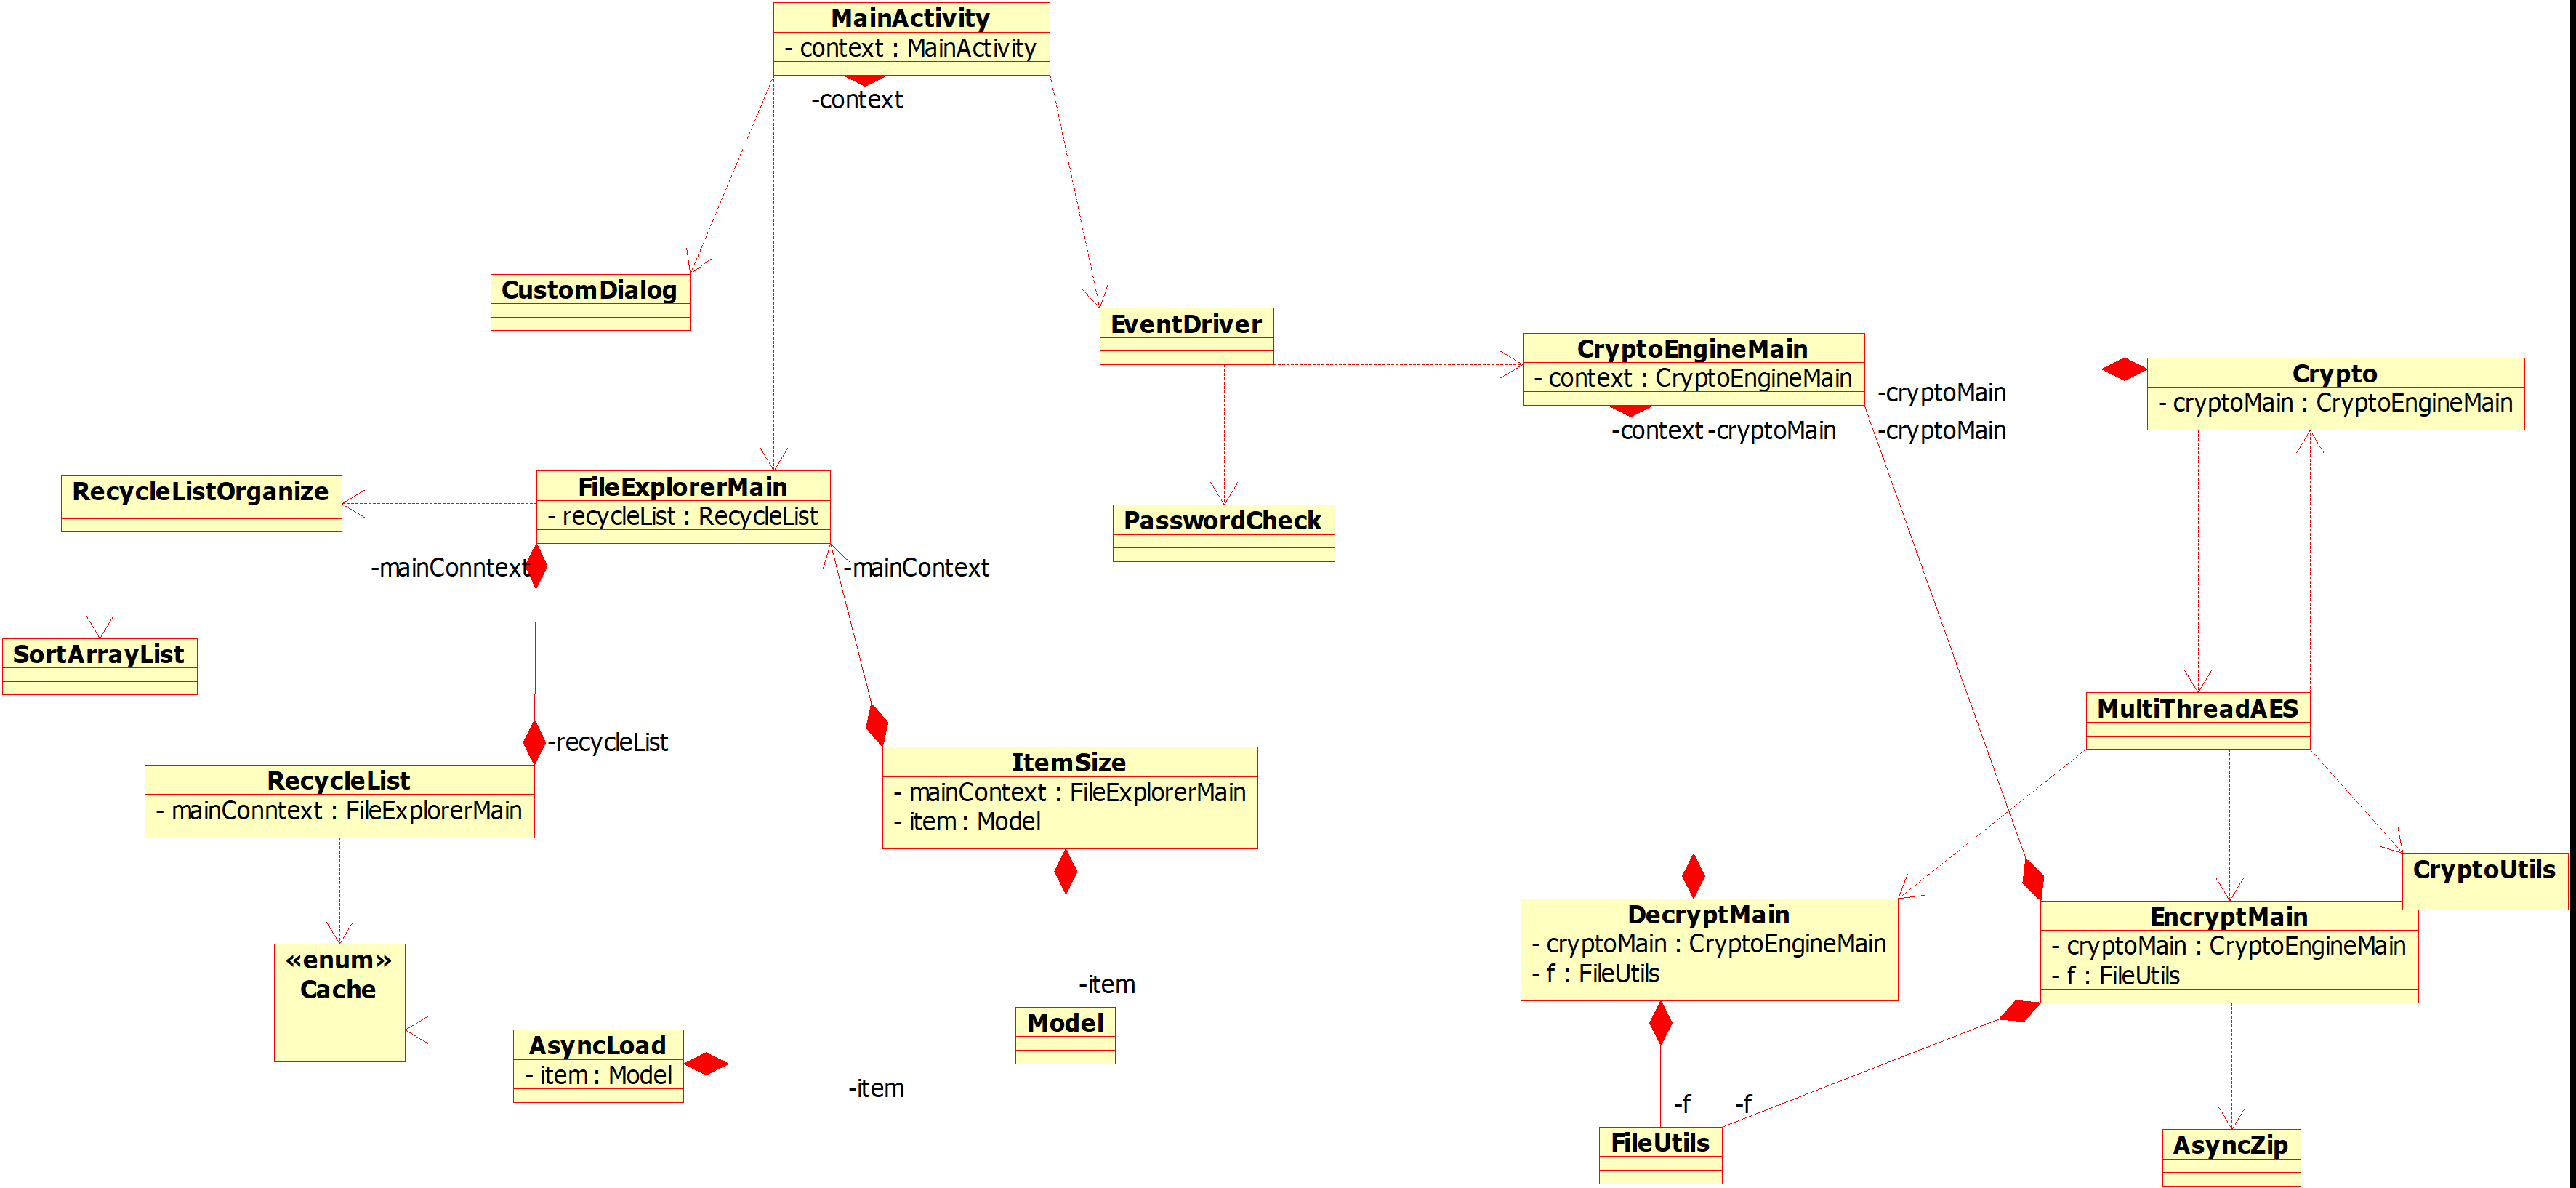 MainActivity
- context : MainActivity
-context
CustomDialog
EventDriver
CryptoEngineMain
- context : CryptoEngineMain
-context
-cryptoMain
-cryptoMain
-cryptoMain
Crypto
- cryptoMain : CryptoEngineMain
RecycleListOrganize
FileExplorerMain
- recycleList : RecycleList
PasswordCheck
-mainConntext
-mainContext
SortArrayList
MultiThreadAES
-recycleList
RecycleList
- mainConntext : FileExplorerMain
ItemSize
- mainContext : FileExplorerMain
- item : Model
CryptoUtils
DecryptMain
- cryptoMain : CryptoEngineMain
- f : FileUtils
EncryptMain
- cryptoMain : CryptoEngineMain
- f : FileUtils
«enum»
Cache
-item
Model
AsyncLoad
- item : Model
-item
-f
-f
FileUtils
AsyncZip